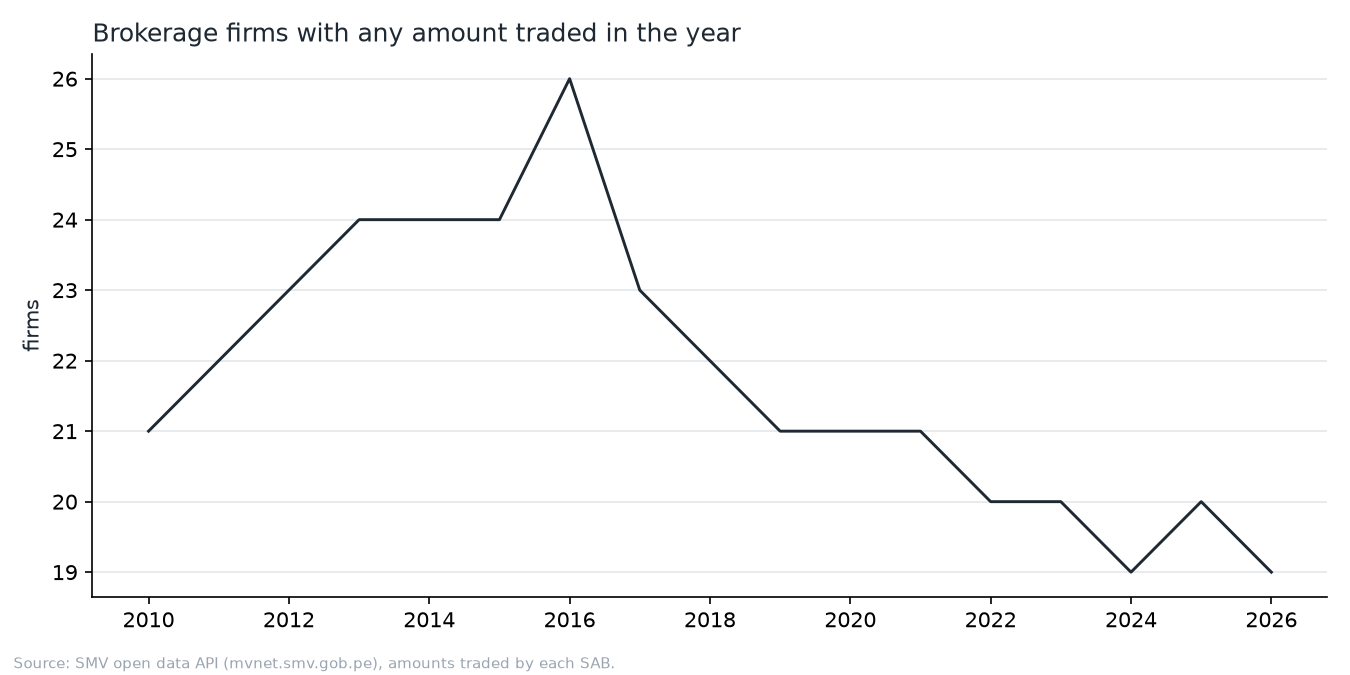 Brokerage firms with any amount traded in the year
26
25
24
23
22
21
20
19
firms
2010 2012 2014 2016 2018 2020 2022 2024 2026
Source: SMV open data API (mvnet.smv.gob.pe), amounts traded by each SAB.